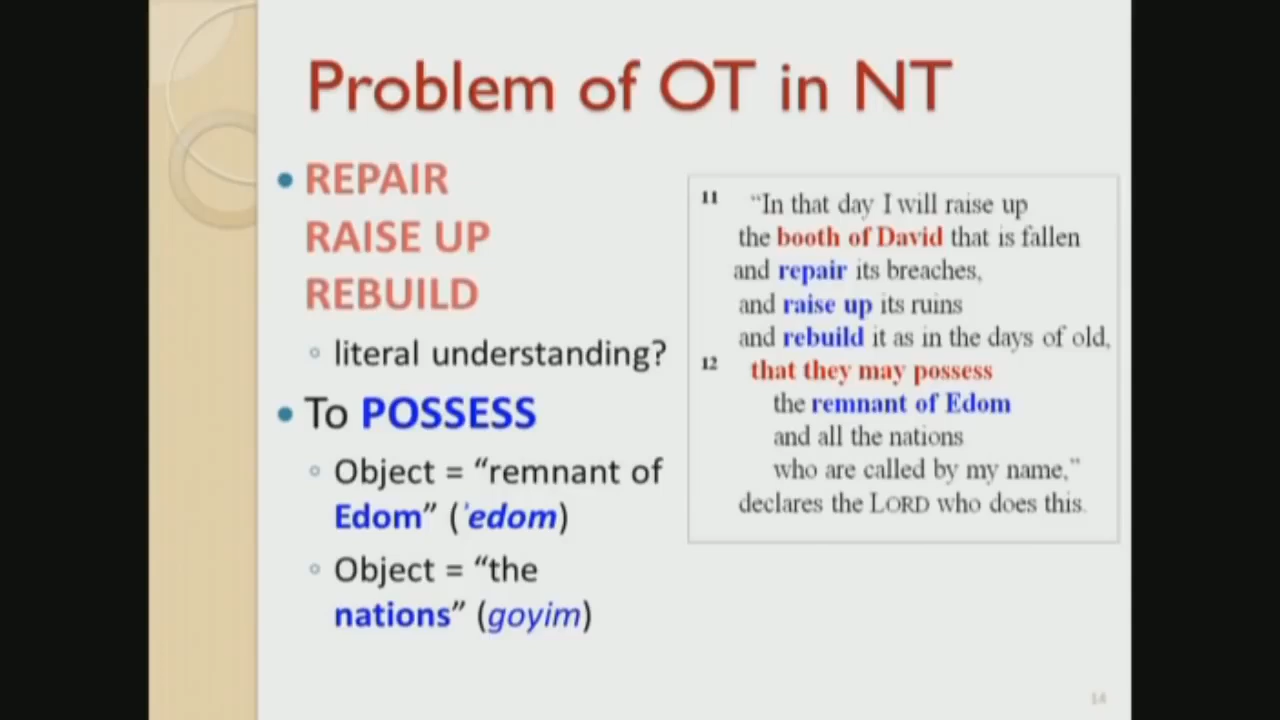 Problem of OT in NT
• REPAIR
RAISE UP
REBUILD
◦ literal understanding?
• To POSSESS
◦ Object = “remnant of
Edom” (ʾedom)
◦ Object = “the
nations” (goyim)
11 “In that day I will raise up
the booth of David that is fallen
and repair its breaches,
and raise up its ruins
and rebuild it as in the days of old,
12 that they may possess
the remnant of Edom
and all the nations
who are called by my name,”
declares the LORD who does this.
14